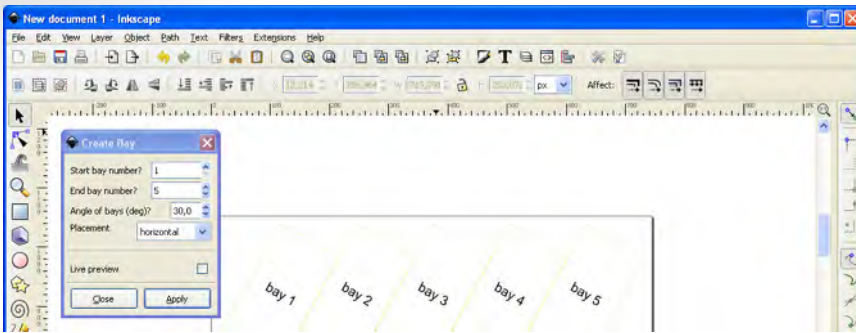 New document 1 - Inkscape
File Edit View Layer Object Path Text Filters Extensions Help
px Affect:
Create Bay
Start bay number? 1
End bay number? 5
Angle of bays (deg)? 30,0
Placement horizontal
Live preview
Close Apply
bay 1 bay 2 bay 3 bay 4 bay 5